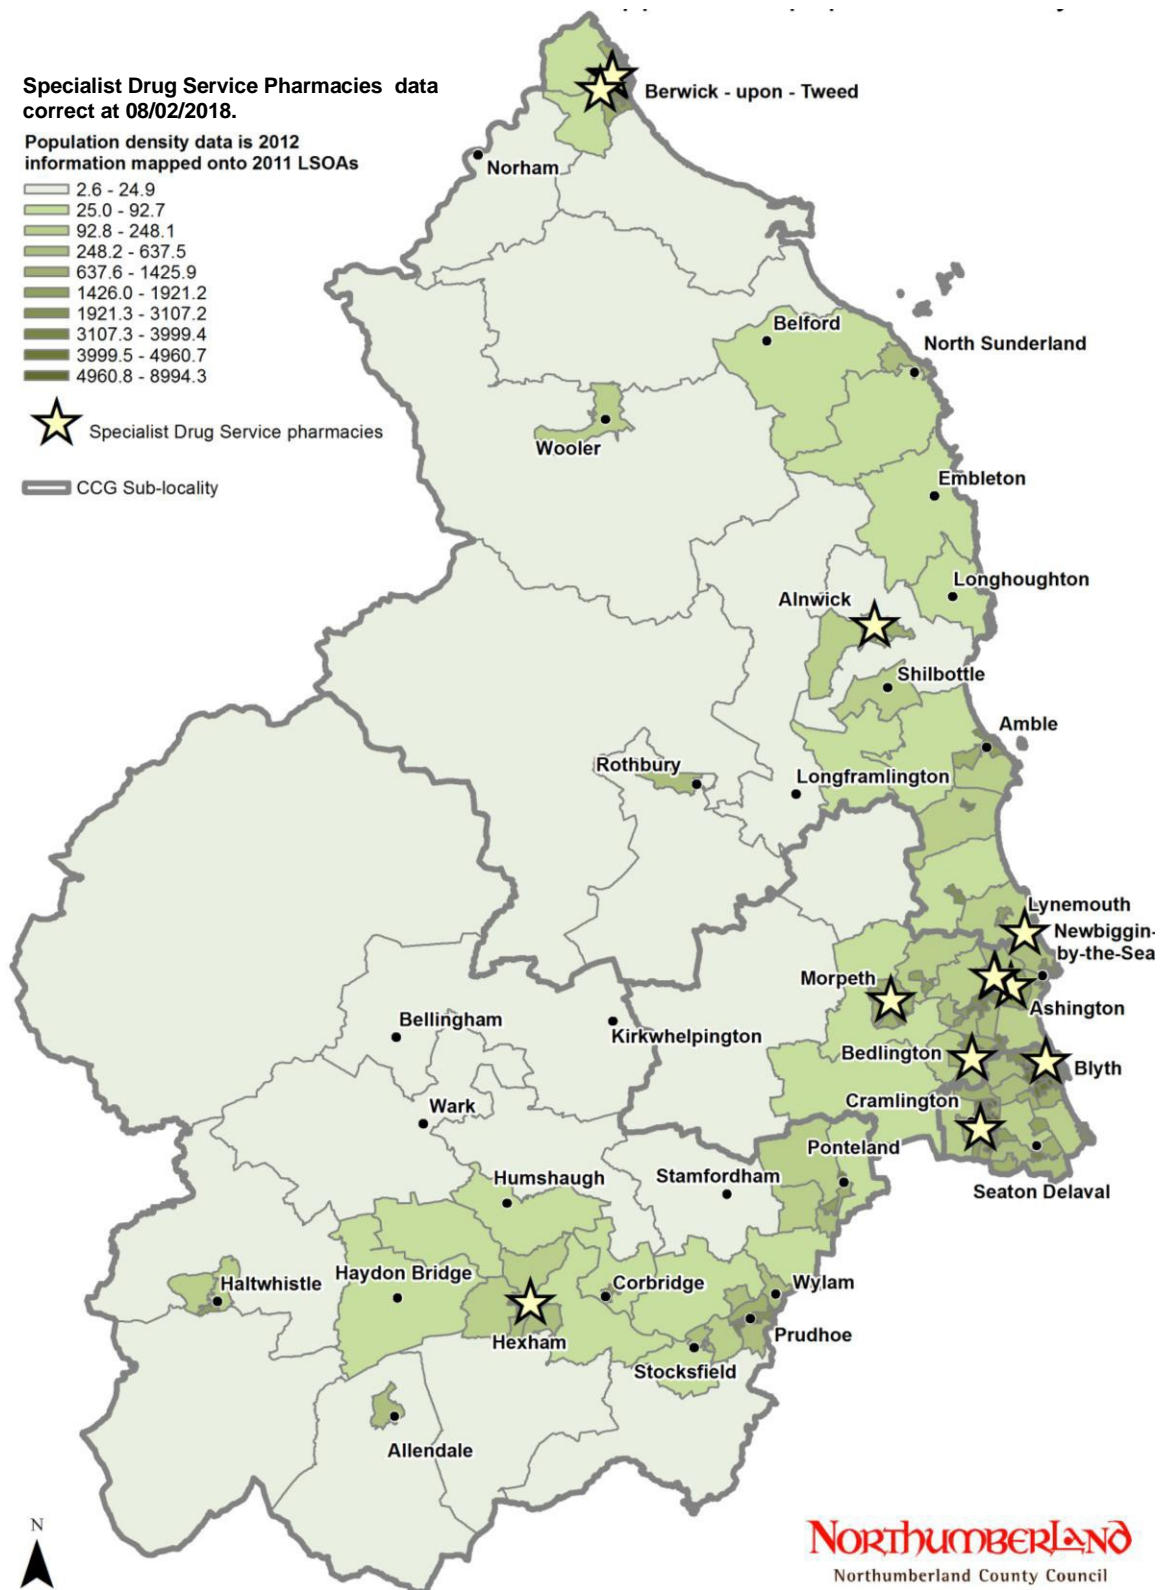 Specialist Drug Service Pharmacies data
correct at 08/02/2018.
Population density data is 2012
information mapped onto 2011 LSOAs
2.6 - 24.9
25.0 - 92.7
92.8 - 248.1
248.2 - 637.5
637.6 - 1425.9
1426.0 - 1921.2
1921.3 - 3107.2
3107.3 - 3999.4
3999.5 - 4960.7
4960.8 - 8994.3
Specialist Drug Service pharmacies
CCG Sub-locality
Berwick - upon - Tweed
Norham
Belford
North Sunderland
Wooler
Embleton
Longhoughton
Alnwick
Shilbottle
Amble
Rothbury
Longframlington
Lynemouth
Newbiggin-
by-the-Sea
Morpeth
Ashington
Bellingham
Kirkwhelpington
Bedlington
Blyth
Cramlington
Wark
Ponteland
Humshaugh
Stamfordham
Seaton Delaval
Haydon Bridge
Haltwhistle
Corbridge
Wylam
Hexham
Prudhoe
Stocksfield
Allendale
N
NORTHUMBERLAND
Northumberland County Council